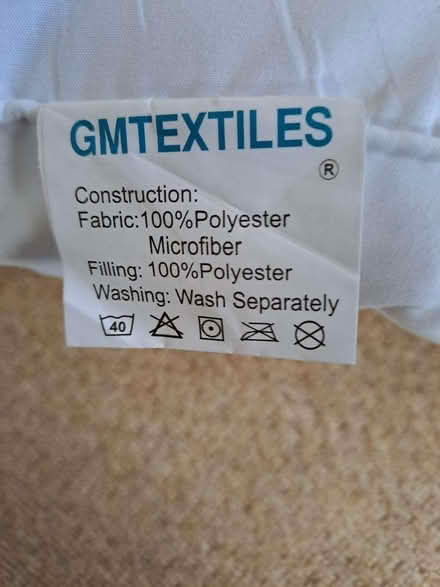 GMTEXTILES
®
Construction:
Fabric:100%Polyester
Microfiber
Filling: 100%Polyester
Washing: Wash Separately
40